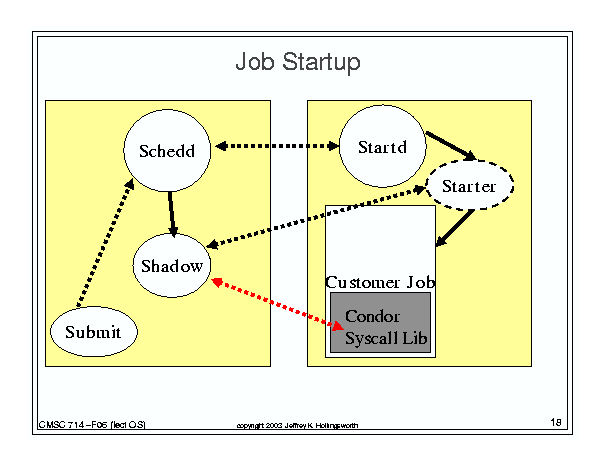 Job Startup
Schedd
Startd
Starter
Shadow
Customer Job
Condor
Syscall Lib
Submit
CMSC 714 –F06 (lect OS)
copyright 2003 Jeffrey K. Hollingsworth
18